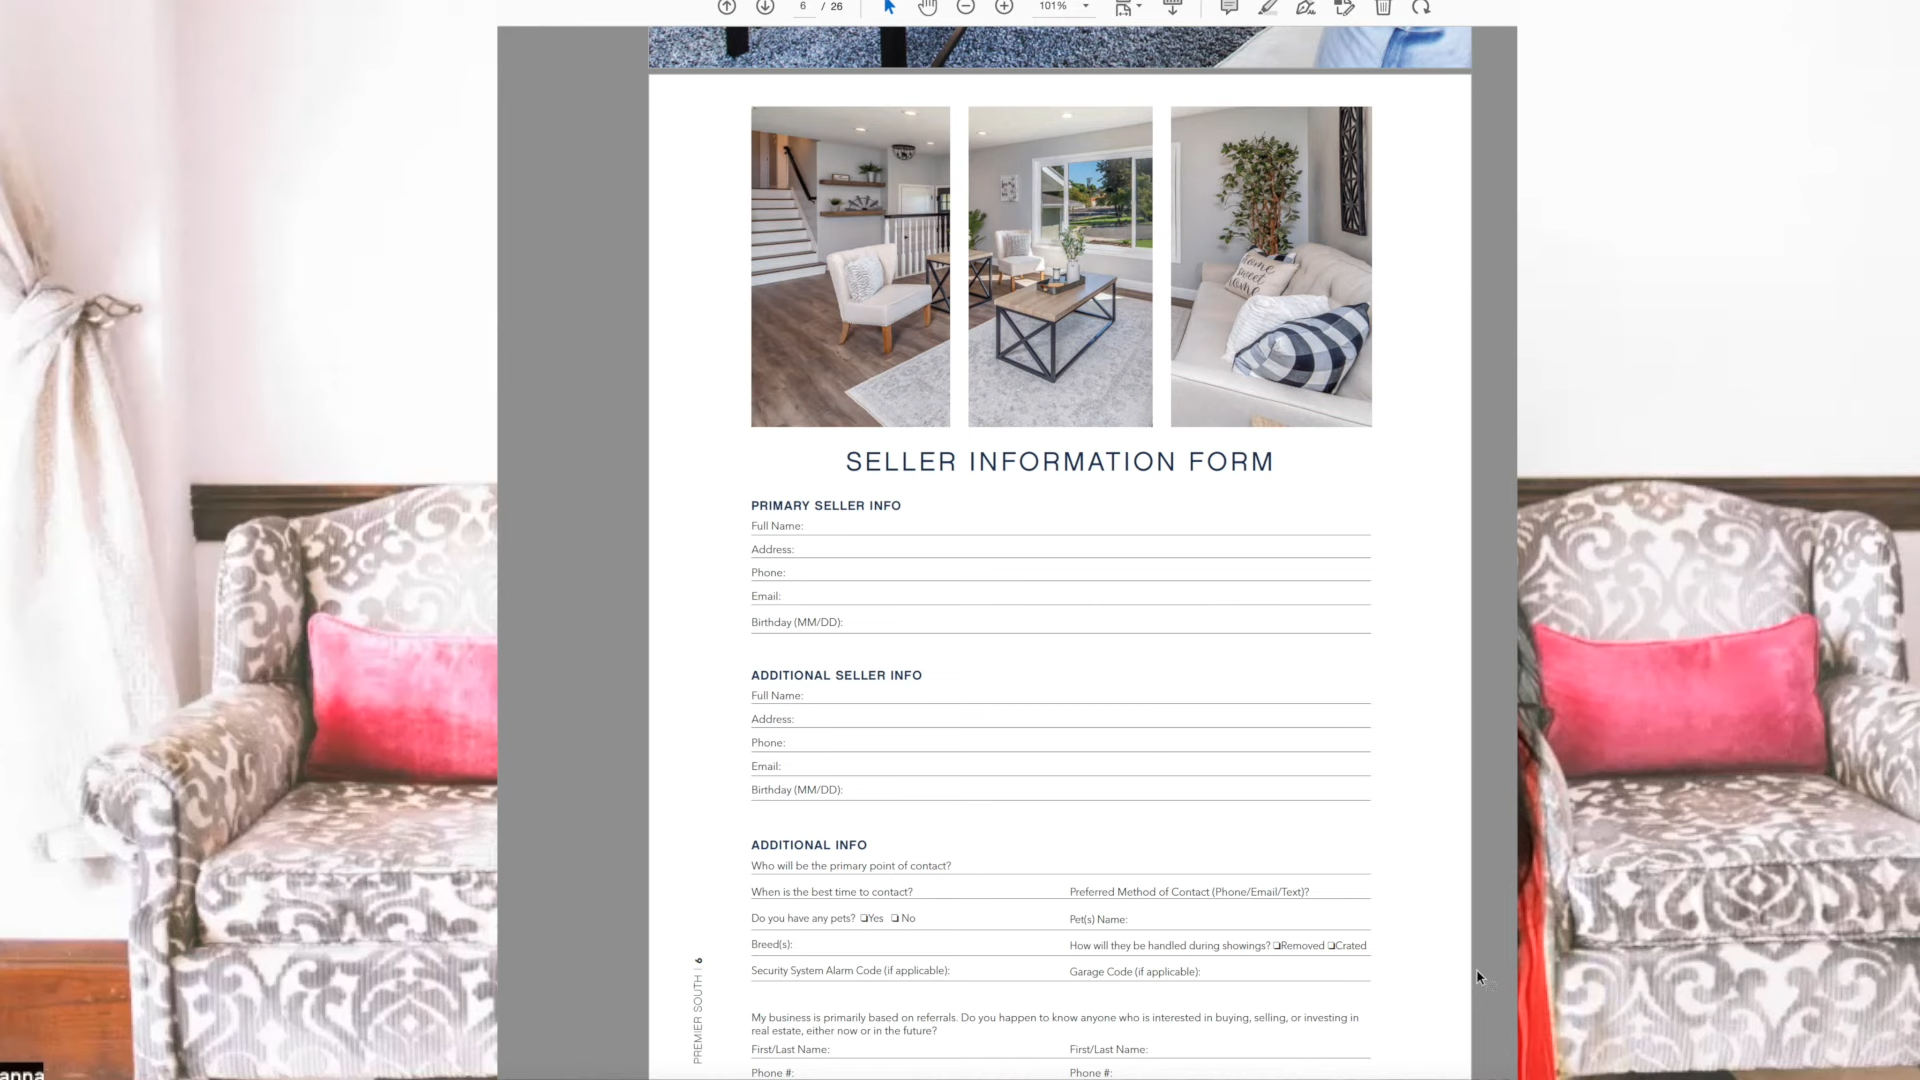 6 / 26
101%
home
sweet
home
SELLER INFORMATION FORM
PRIMARY SELLER INFO
Full Name:
Address:
Phone:
Email:
Birthday (MM/DD):
ADDITIONAL SELLER INFO
Full Name:
Address:
Phone:
Email:
Birthday (MM/DD):
ADDITIONAL INFO
Who will be the primary point of contact?
When is the best time to contact? Preferred Method of Contact (Phone/Email/Text)?
Do you have any pets? ❏Yes ❏ No Pet(s) Name:
Breed(s): How will they be handled during showings? ❏Removed ❏Crated
Security System Alarm Code (if applicable): Garage Code (if applicable):
My business is primarily based on referrals. Do you happen to know anyone who is interested in buying, selling, or investing in
real estate, either now or in the future?
First/Last Name: First/Last Name:
Phone #: Phone #:
PREMIER SOUTH | 6
anna